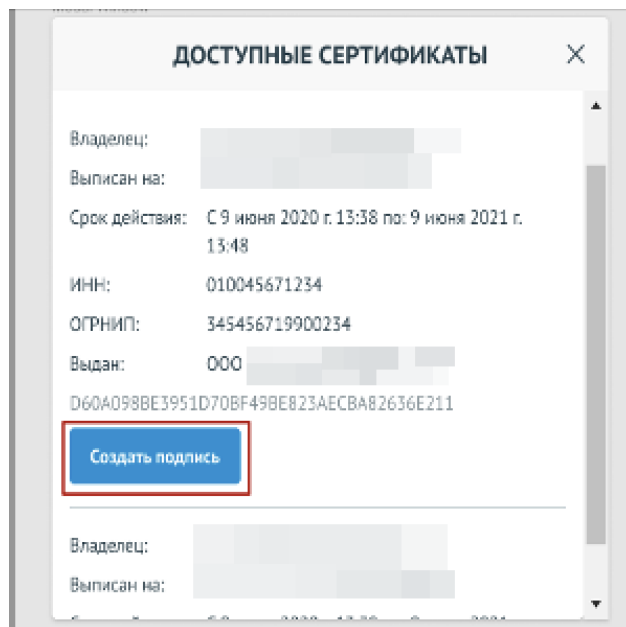 ДОСТУПНЫЕ СЕРТИФИКАТЫ
Владелец:
Выписан на:
Срок действия: С 9 июня 2020 г. 13:38 по: 9 июня 2021 г.
13:48
ИНН: 010045671234
ОГРНИП: 345456719900234
Выдан: ООО
D60A098BE3951D70BF49BE823AECBA82636E211
Создать подпись
Владелец:
Выписан на: